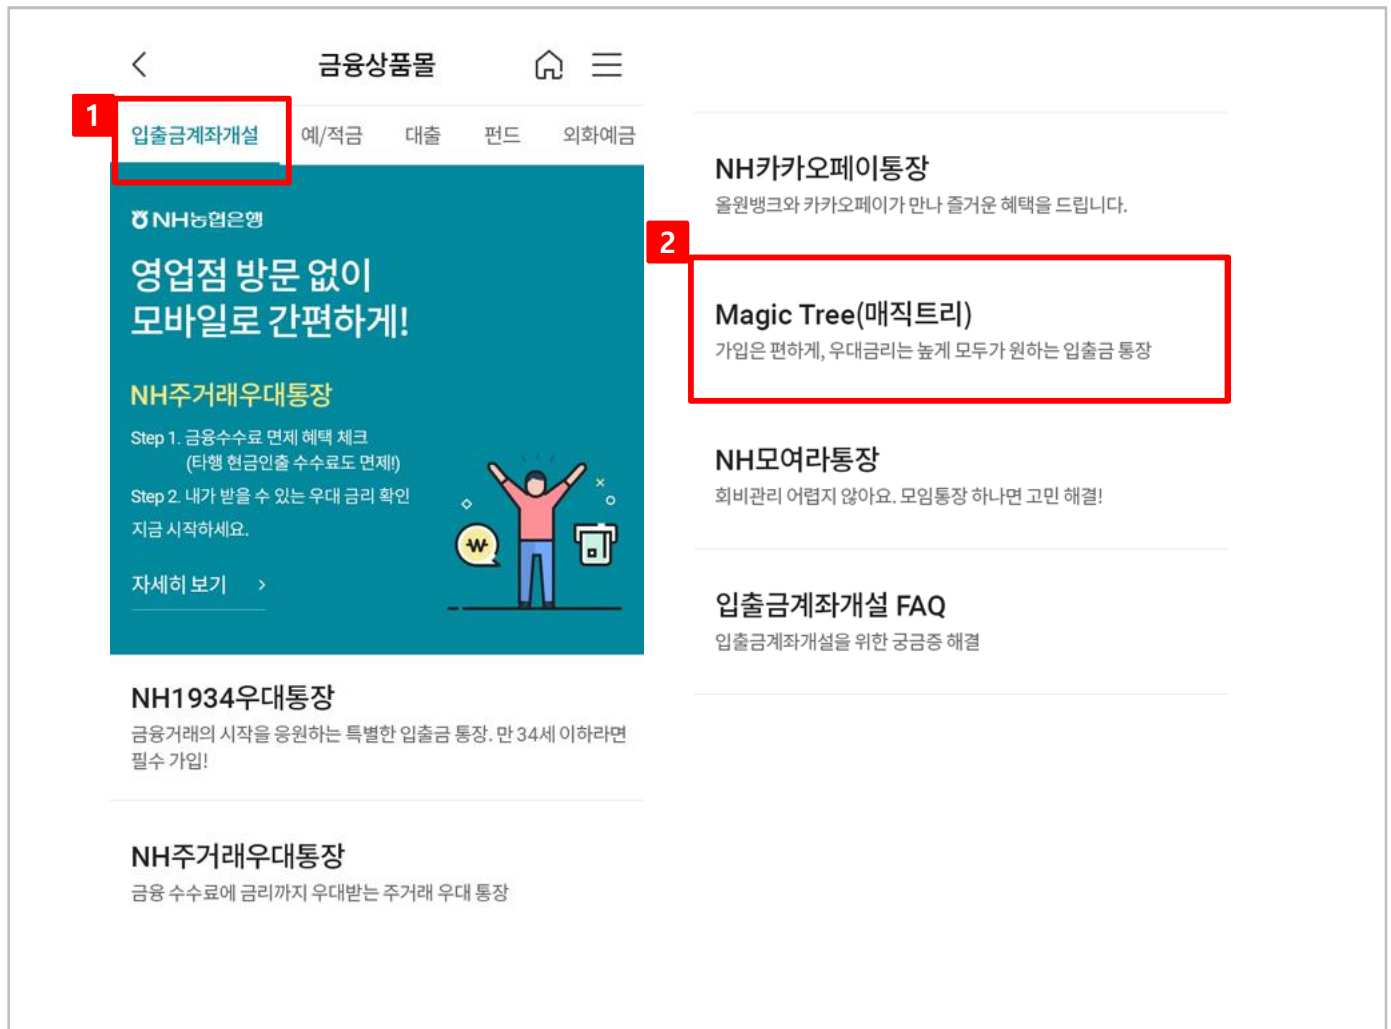 금융상품몰
1
입출금계좌개설 예/적금 대출 펀드 외화예금
NH농협은행
영업점 방문 없이
모바일로 간편하게!
NH주거래우대통장
Step 1. 금융수수료 면제 혜택 체크
(타행 현금인출 수수료도 면제!)
Step 2. 내가 받을 수 있는 우대 금리 확인
지금 시작하세요.
자세히 보기 >
₩
NH1934우대통장
금융거래의 시작을 응원하는 특별한 입출금 통장. 만 34세 이하라면
필수 가입!
NH주거래우대통장
금융 수수료에 금리까지 우대받는 주거래 우대 통장
NH카카오페이통장
올원뱅크와 카카오페이가 만나 즐거운 혜택을 드립니다.
2
Magic Tree(매직트리)
가입은 편하게, 우대금리는 높게 모두가 원하는 입출금 통장
NH모여라통장
회비관리 어렵지 않아요. 모임통장 하나면 고민 해결!
입출금계좌개설 FAQ
입출금계좌개설을 위한 궁금증 해결